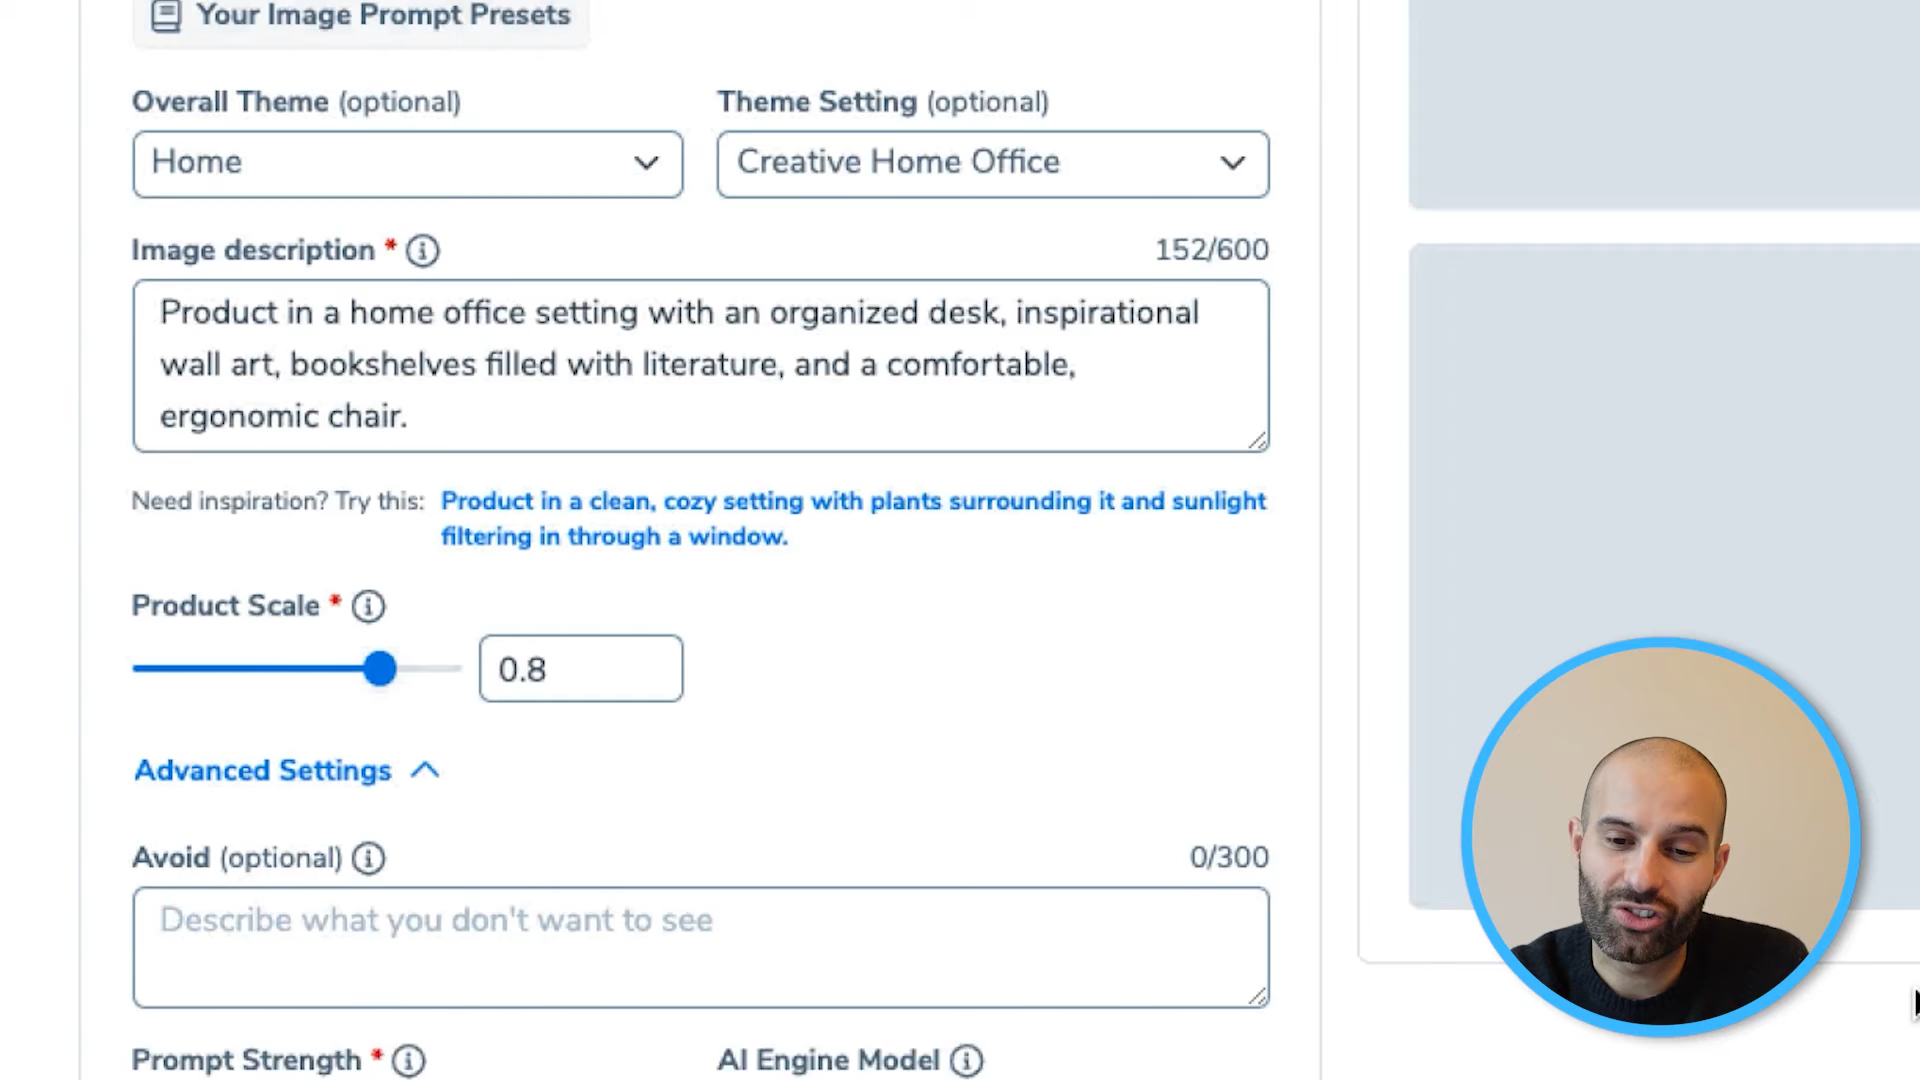 Your Image Prompt Presets
Overall Theme (optional)
Theme Setting (optional)
Home
Creative Home Office
Image description *
152/600
Product in a home office setting with an organized desk, inspirational
wall art, bookshelves filled with literature, and a comfortable,
ergonomic chair.
Need inspiration? Try this: Product in a clean, cozy setting with plants surrounding it and sunlight
filtering in through a window.
Product Scale *
0.8
Advanced Settings
Avoid (optional)
0/300
Describe what you don't want to see
Prompt Strength *
AI Engine Model